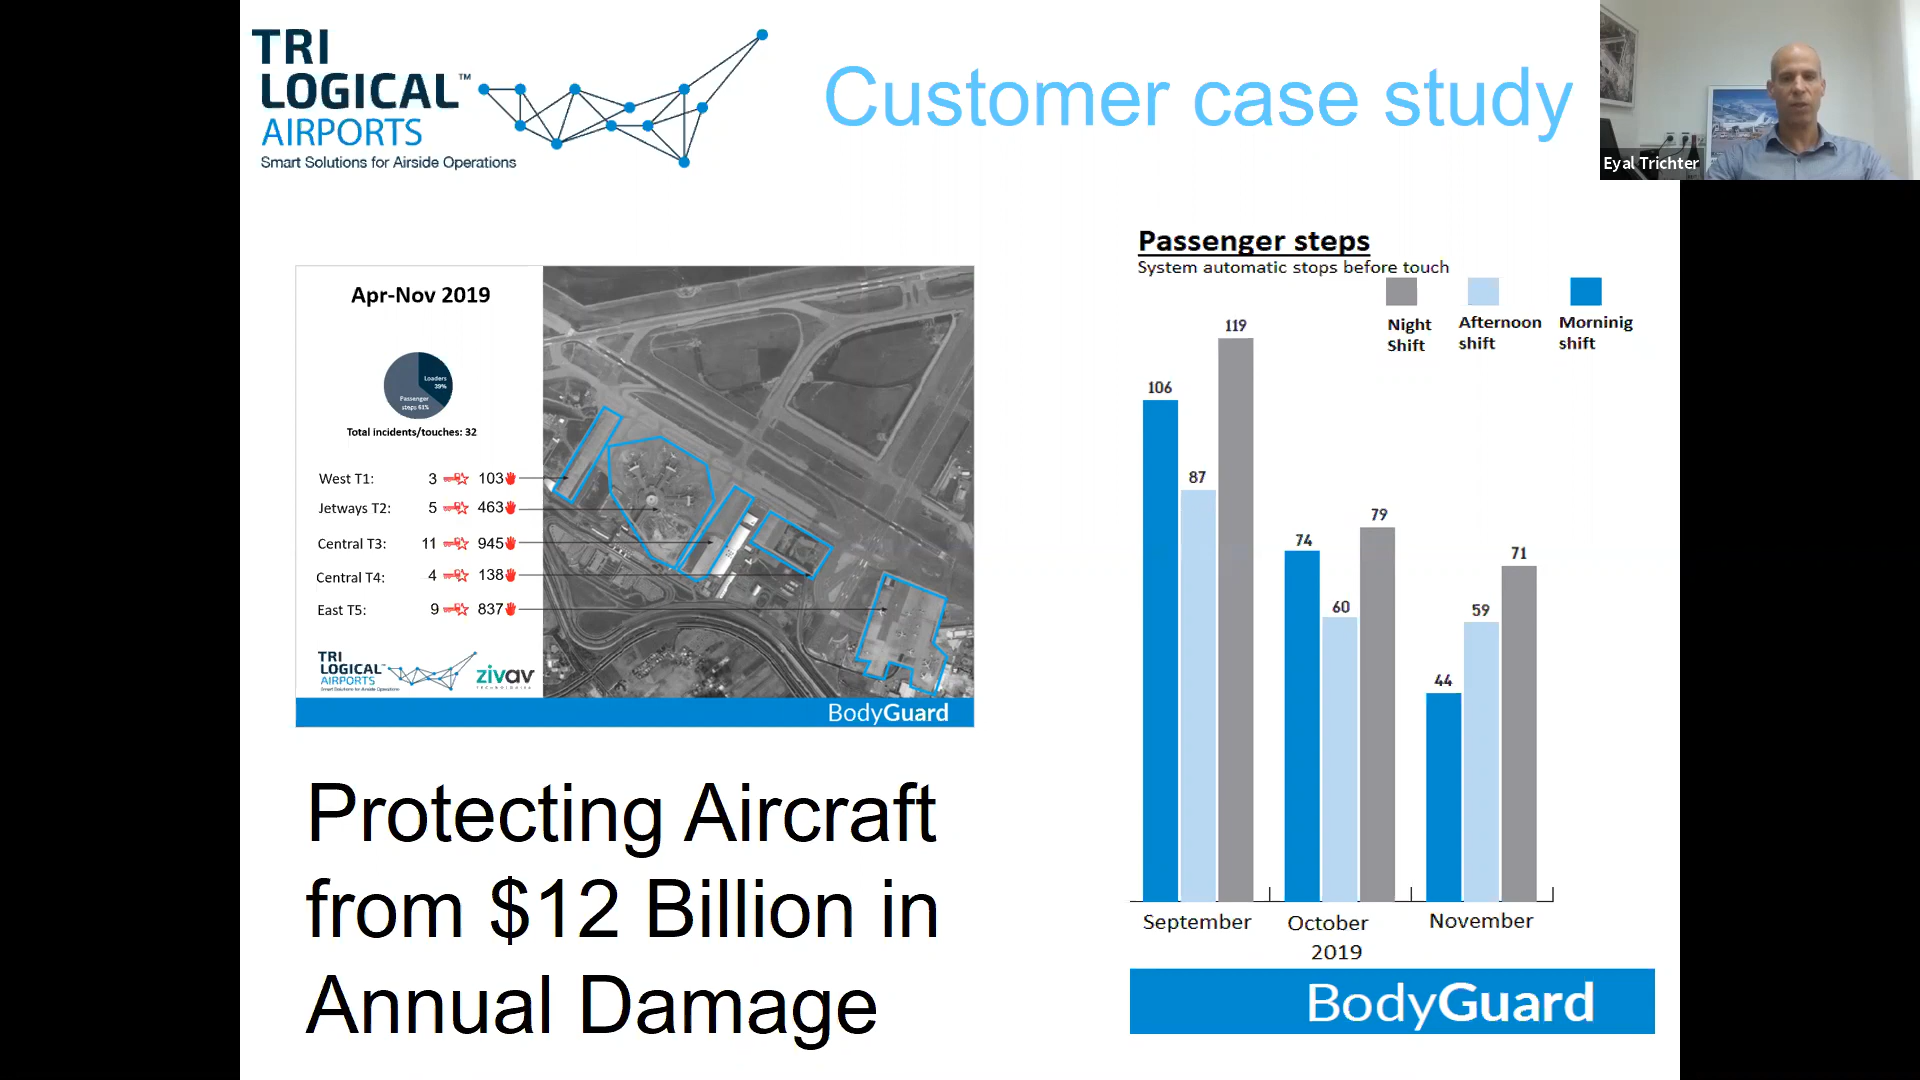 TRI
LOGICAL™
AIRPORTS
Smart Solutions for Airside Operations
Customer case study
Eyal Trichter
Apr-Nov 2019
Loaders
39%
Passenger
steps 61%
Total incidents/touches: 32
West T1: 3 103
Jetways T2: 5 463
Central T3: 11 945
Central T4: 4 138
East T5: 9 837
TRI
LOGICAL
AIRPORTS
Smart Solutions for Airside Operations
zivav
TECHNOLOGIES
BodyGuard
Protecting Aircraft
from $12 Billion in
Annual Damage
Passenger steps
System automatic stops before touch
Night
Shift
Afternoon
shift
Morninig
shift
119
106
87
74
60
79
44
59
71
September
October
November
2019
BodyGuard